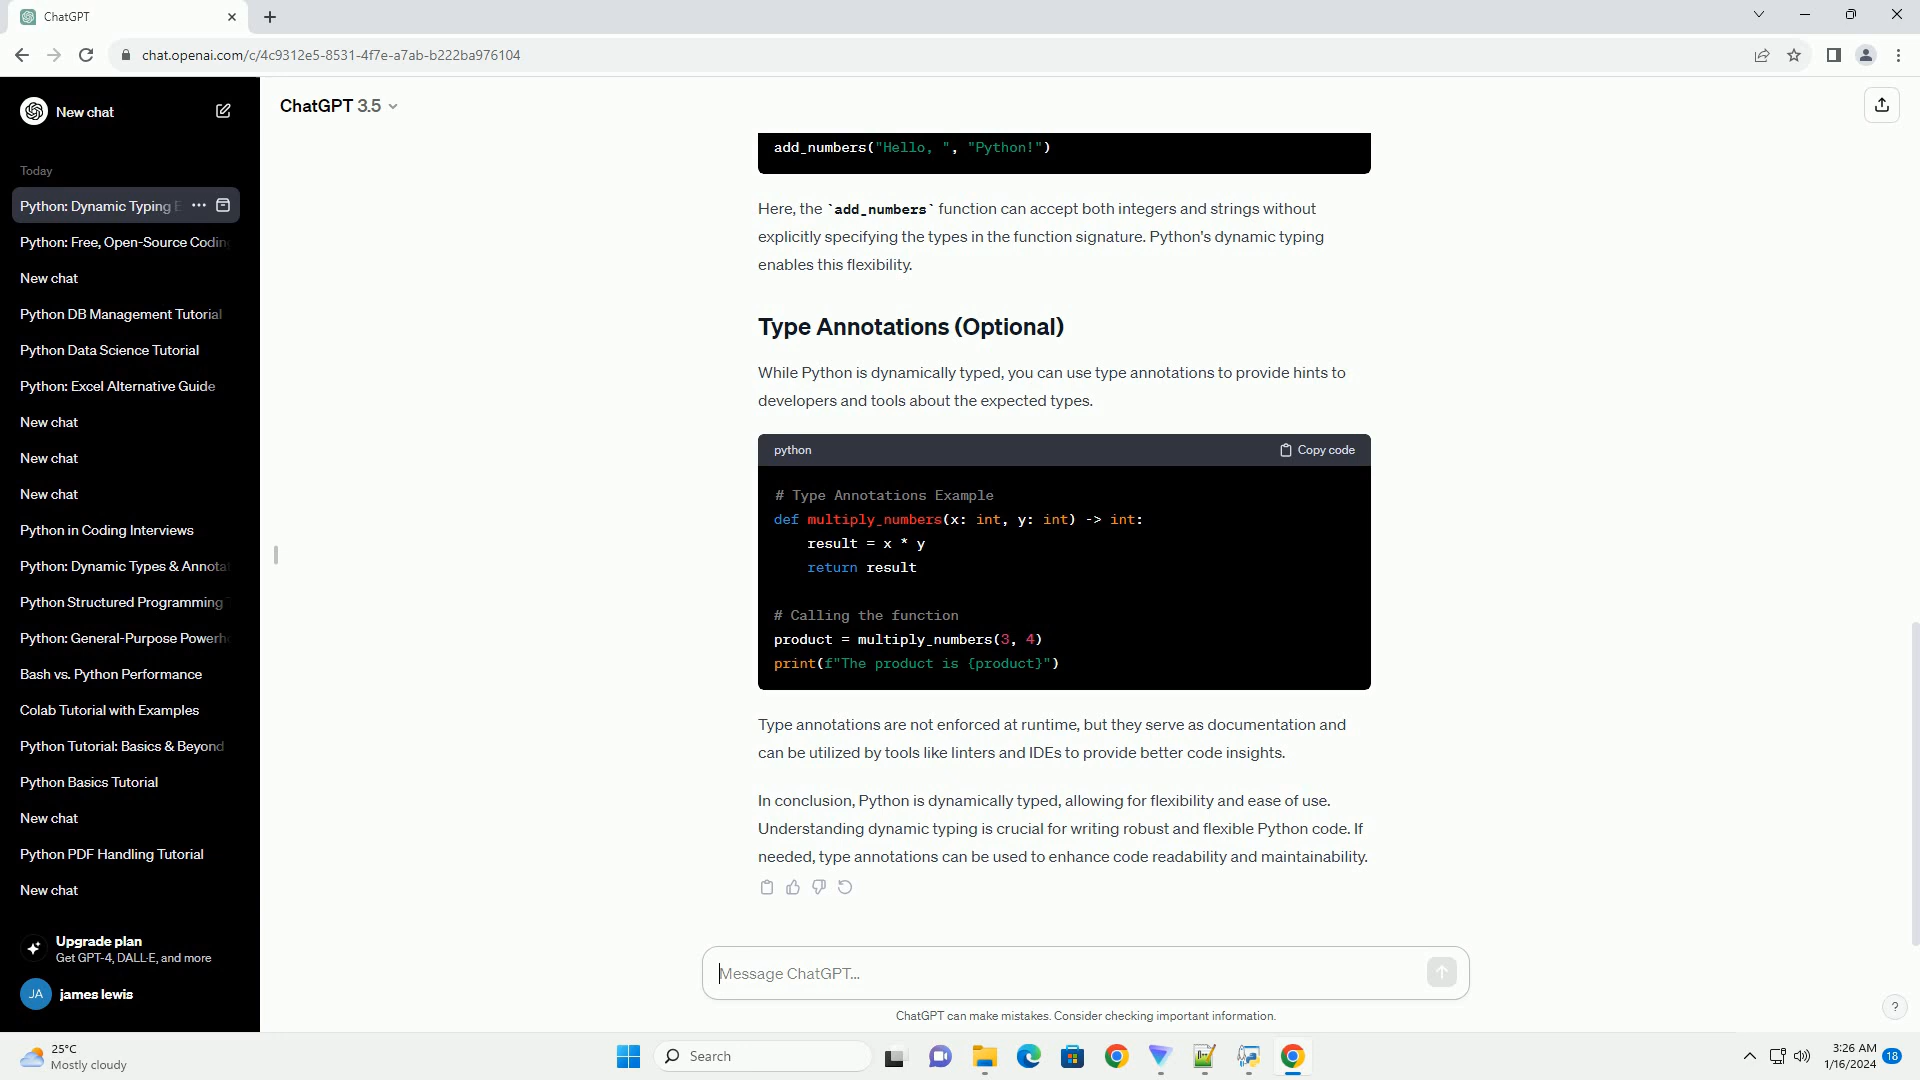 ChatGPT
chat.openai.com/c/4c9312e5-8531-4f7e-a7ab-b222ba976104
New chat
Today
Python: Dynamic Typing E
Python: Free, Open-Source Coding
New chat
Python DB Management Tutorial
Python Data Science Tutorial
Python: Excel Alternative Guide
New chat
New chat
New chat
Python in Coding Interviews
Python: Dynamic Types & Annota
Python Structured Programming
Python: General-Purpose Powerh
Bash vs. Python Performance
Colab Tutorial with Examples
Python Tutorial: Basics & Beyond
Python Basics Tutorial
New chat
Python PDF Handling Tutorial
New chat
Upgrade plan
Get GPT-4, DALL·E, and more
JA james lewis
ChatGPT 3.5
add_numbers("Hello, ", "Python!")
Here, the `add_numbers` function can accept both integers and strings without
explicitly specifying the types in the function signature. Python's dynamic typing
enables this flexibility.
Type Annotations (Optional)
While Python is dynamically typed, you can use type annotations to provide hints to
developers and tools about the expected types.
python Copy code
# Type Annotations Example
def multiply_numbers(x: int, y: int) -> int:
    result = x * y
    return result
# Calling the function
product = multiply_numbers(3, 4)
print(f"The product is {product}")
Type annotations are not enforced at runtime, but they serve as documentation and
can be utilized by tools like linters and IDEs to provide better code insights.
In conclusion, Python is dynamically typed, allowing for flexibility and ease of use.
Understanding dynamic typing is crucial for writing robust and flexible Python code. If
needed, type annotations can be used to enhance code readability and maintainability.
Message ChatGPT...
ChatGPT can make mistakes. Consider checking important information.
?
25°C
Mostly cloudy
Search
3:26 AM
1/16/2024
18